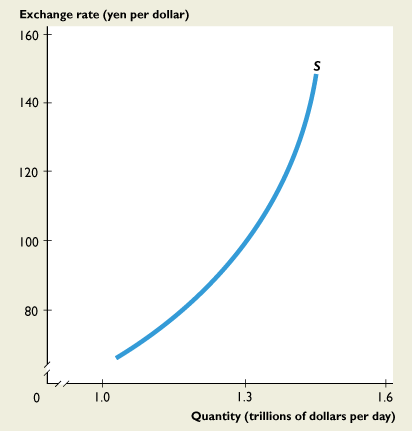 Exchange rate (yen per dollar)
160
S
140
120
100
80
0
1.0 1.3 1.6
Quantity (trillions of dollars per day)